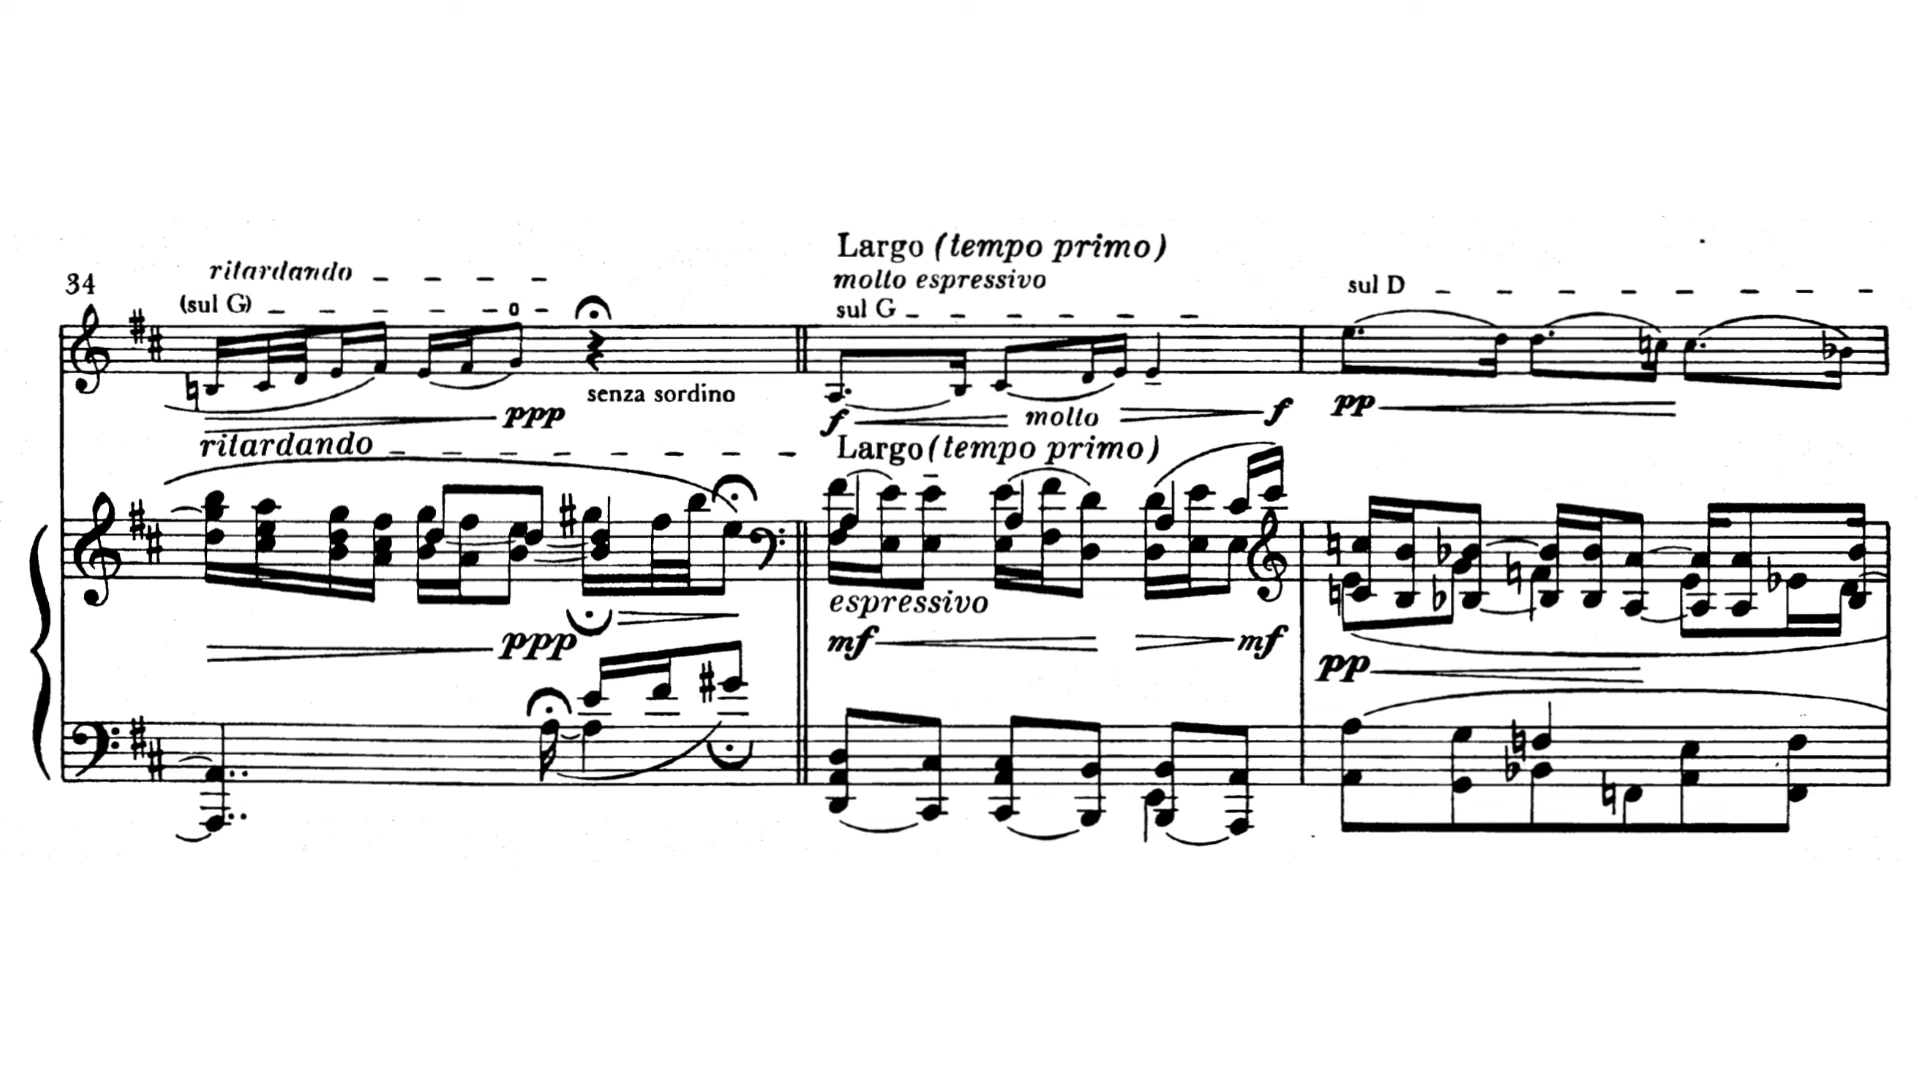 Largo (tempo primo)
34 ritardando molto espressivo
(sul G) o sul G sul D
senza sordino
ppp f molto f pp
ritardando Largo (tempo primo)
espressivo
ppp mf mf
pp